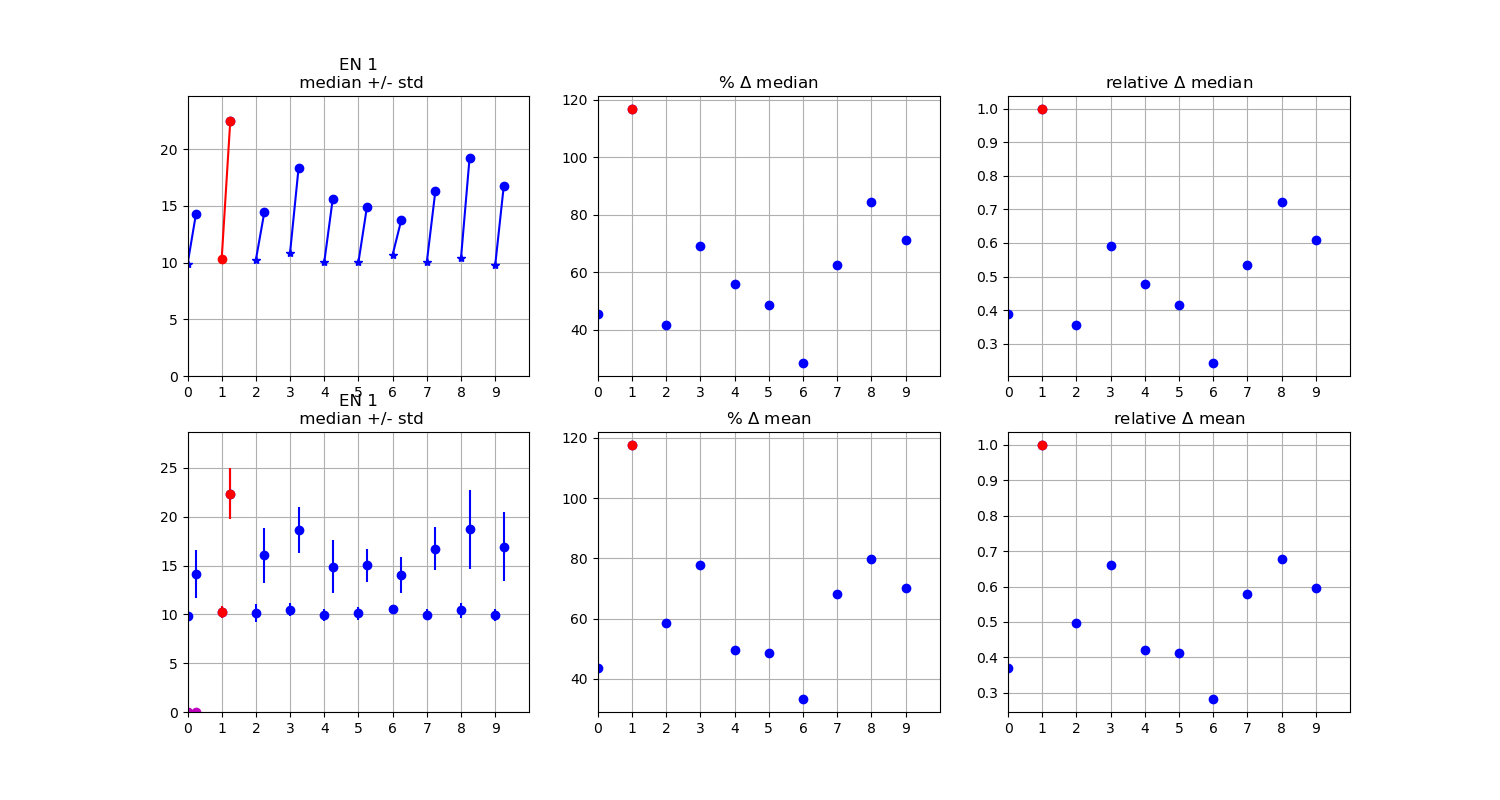 EN 1
median +/- std
% Δ median
relative Δ median
20
15
10
5
0
0 1 2 3 4 5 6 7 8 9
120
100
80
60
40
0 1 2 3 4 5 6 7 8 9
1.0
0.9
0.8
0.7
0.6
0.5
0.4
0.3
0 1 2 3 4 5 6 7 8 9
EN 1
median +/- std
% Δ mean
relative Δ mean
25
20
15
10
5
0
0 1 2 3 4 5 6 7 8 9
120
100
80
60
40
0 1 2 3 4 5 6 7 8 9
1.0
0.9
0.8
0.7
0.6
0.5
0.4
0.3
0 1 2 3 4 5 6 7 8 9